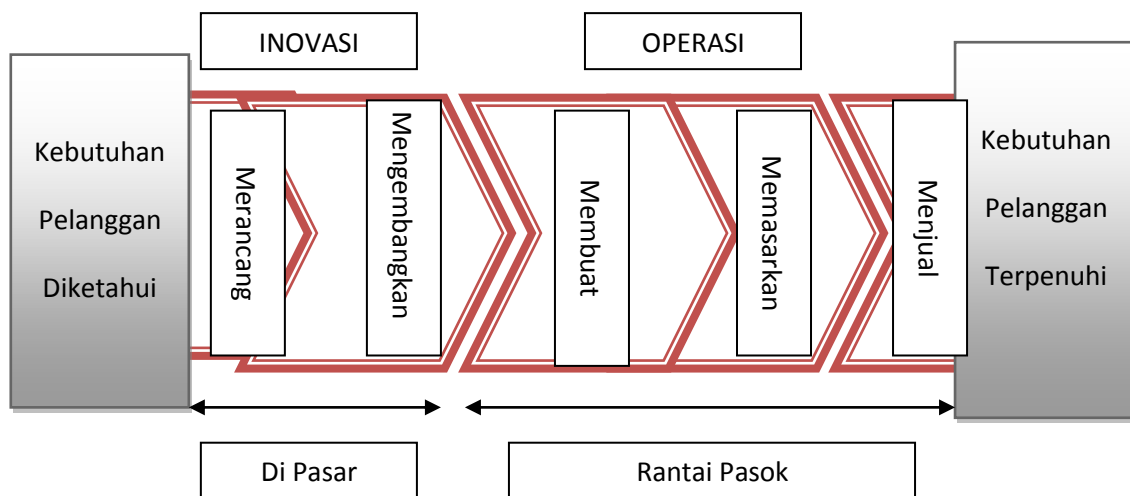 INOVASI
OPERASI
Kebutuhan
Pelanggan
Diketahui
Merancang
Mengembangkan
Membuat
Memasarkan
Menjual
Kebutuhan
Pelanggan
Terpenuhi
Di Pasar
Rantai Pasok